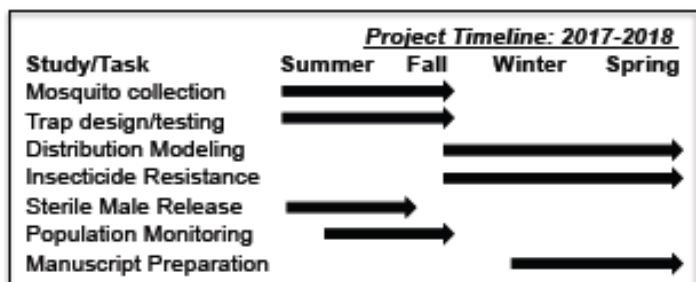 Project Timeline: 2017-2018
Study/Task Summer Fall Winter Spring
Mosquito collection
Trap design/testing
Distribution Modeling
Insecticide Resistance
Sterile Male Release
Population Monitoring
Manuscript Preparation